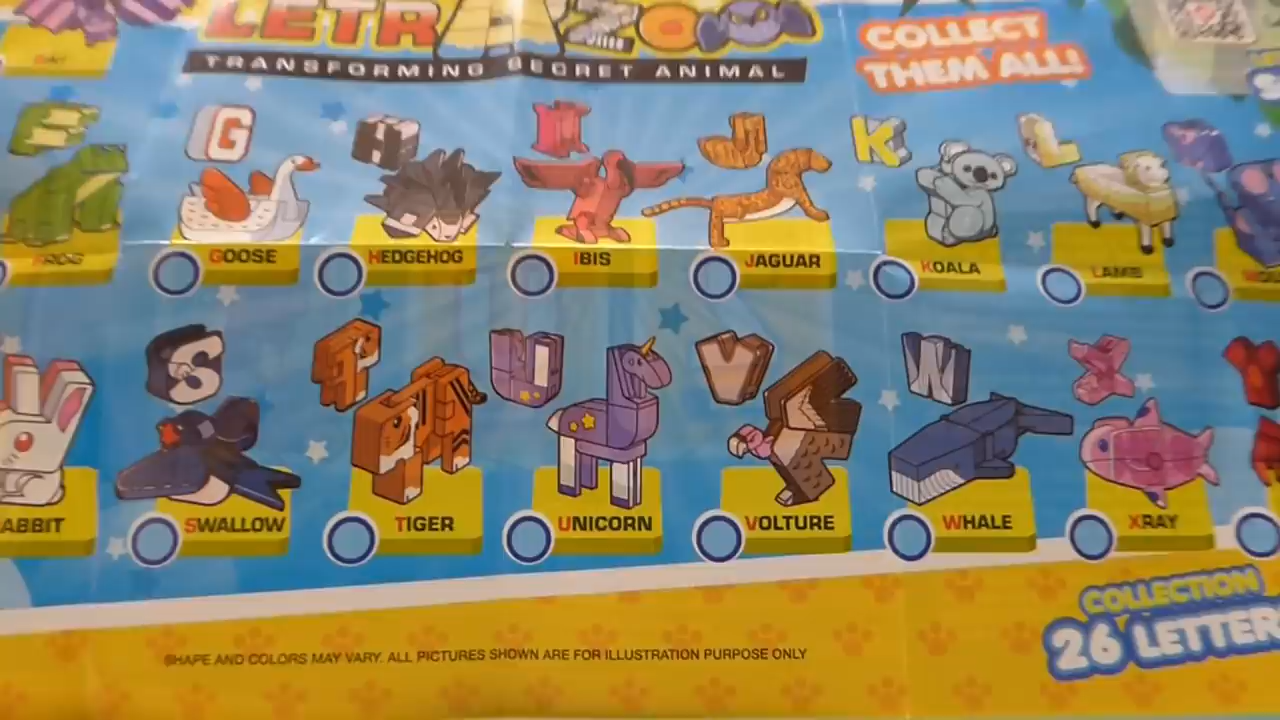 LETRAZOO
TRANSFORMING SECRET ANIMAL
COLLECT
THEM ALL!
G
H
I
J
K
L
FROG
GOOSE
HEDGEHOG
IBIS
JAGUAR
KOALA
LAMB
S
T
U
V
W
X
ABBIT
SWALLOW
TIGER
UNICORN
VOLTURE
WHALE
XRAY
COLLECTION
26 LETTER
SHAPE AND COLORS MAY VARY. ALL PICTURES SHOWN ARE FOR ILLUSTRATION PURPOSE ONLY